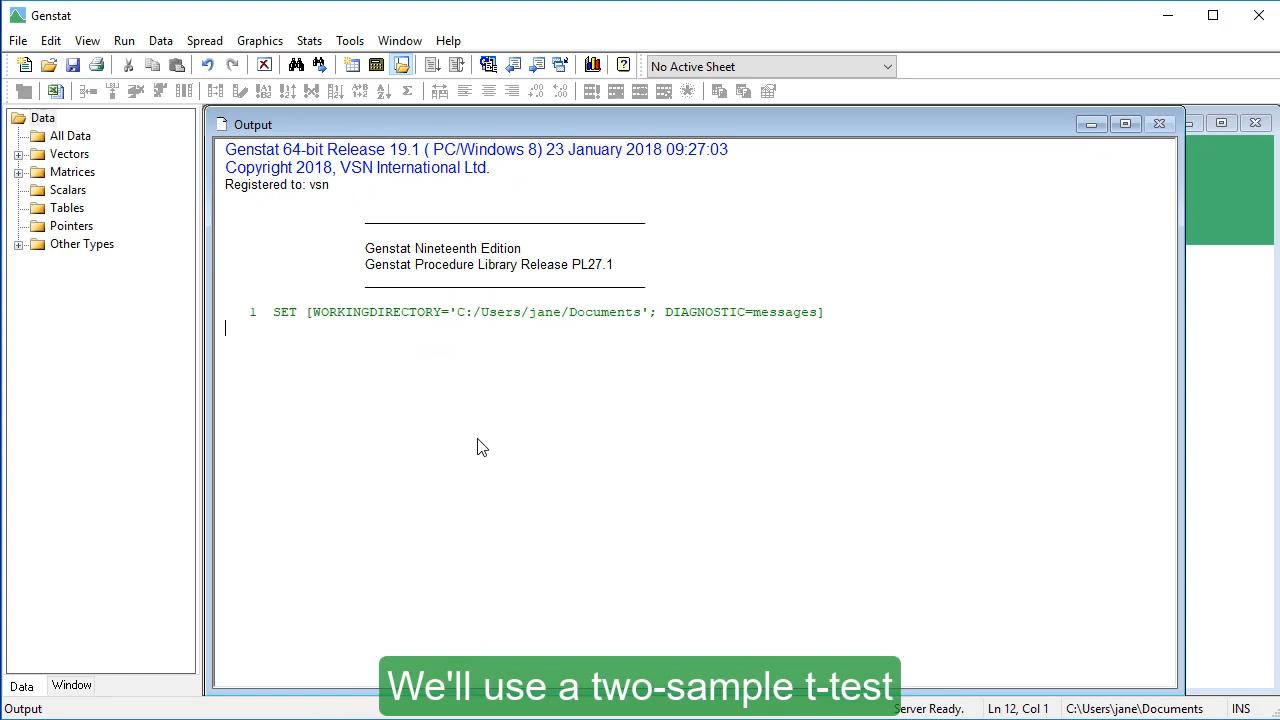 Genstat
File Edit View Run Data Spread Graphics Stats Tools Window Help
No Active Sheet
Data
All Data
Vectors
Matrices
Scalars
Tables
Pointers
Other Types
Output
Genstat 64-bit Release 19.1 ( PC/Windows 8) 23 January 2018 09:27:03
Copyright 2018, VSN International Ltd.
Registered to: vsn
Genstat Nineteenth Edition
Genstat Procedure Library Release PL27.1
1 SET [WORKINGDIRECTORY='C:/Users/jane/Documents'; DIAGNOSTIC=messages]
We'll use a two-sample t-test
Data Window
Output Server Ready. Ln 12, Col 1 C:\Users\jane\Documents INS